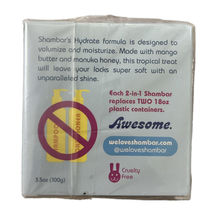 Shambar's Hydrate formula is designed to
volumize and moisturize. Made with mango
butter and manuka honey, this tropical treat
will leave your locks super soft with an
unparalleled shine.
Each 2-in-1 Shambar
replaces TWO 18oz
plastic containers.
Awesome.
weloveshambar.com
@weloveshambar
SHAMPOO
CONDITIONER
3.5oz (100g)
Cruelty
Free